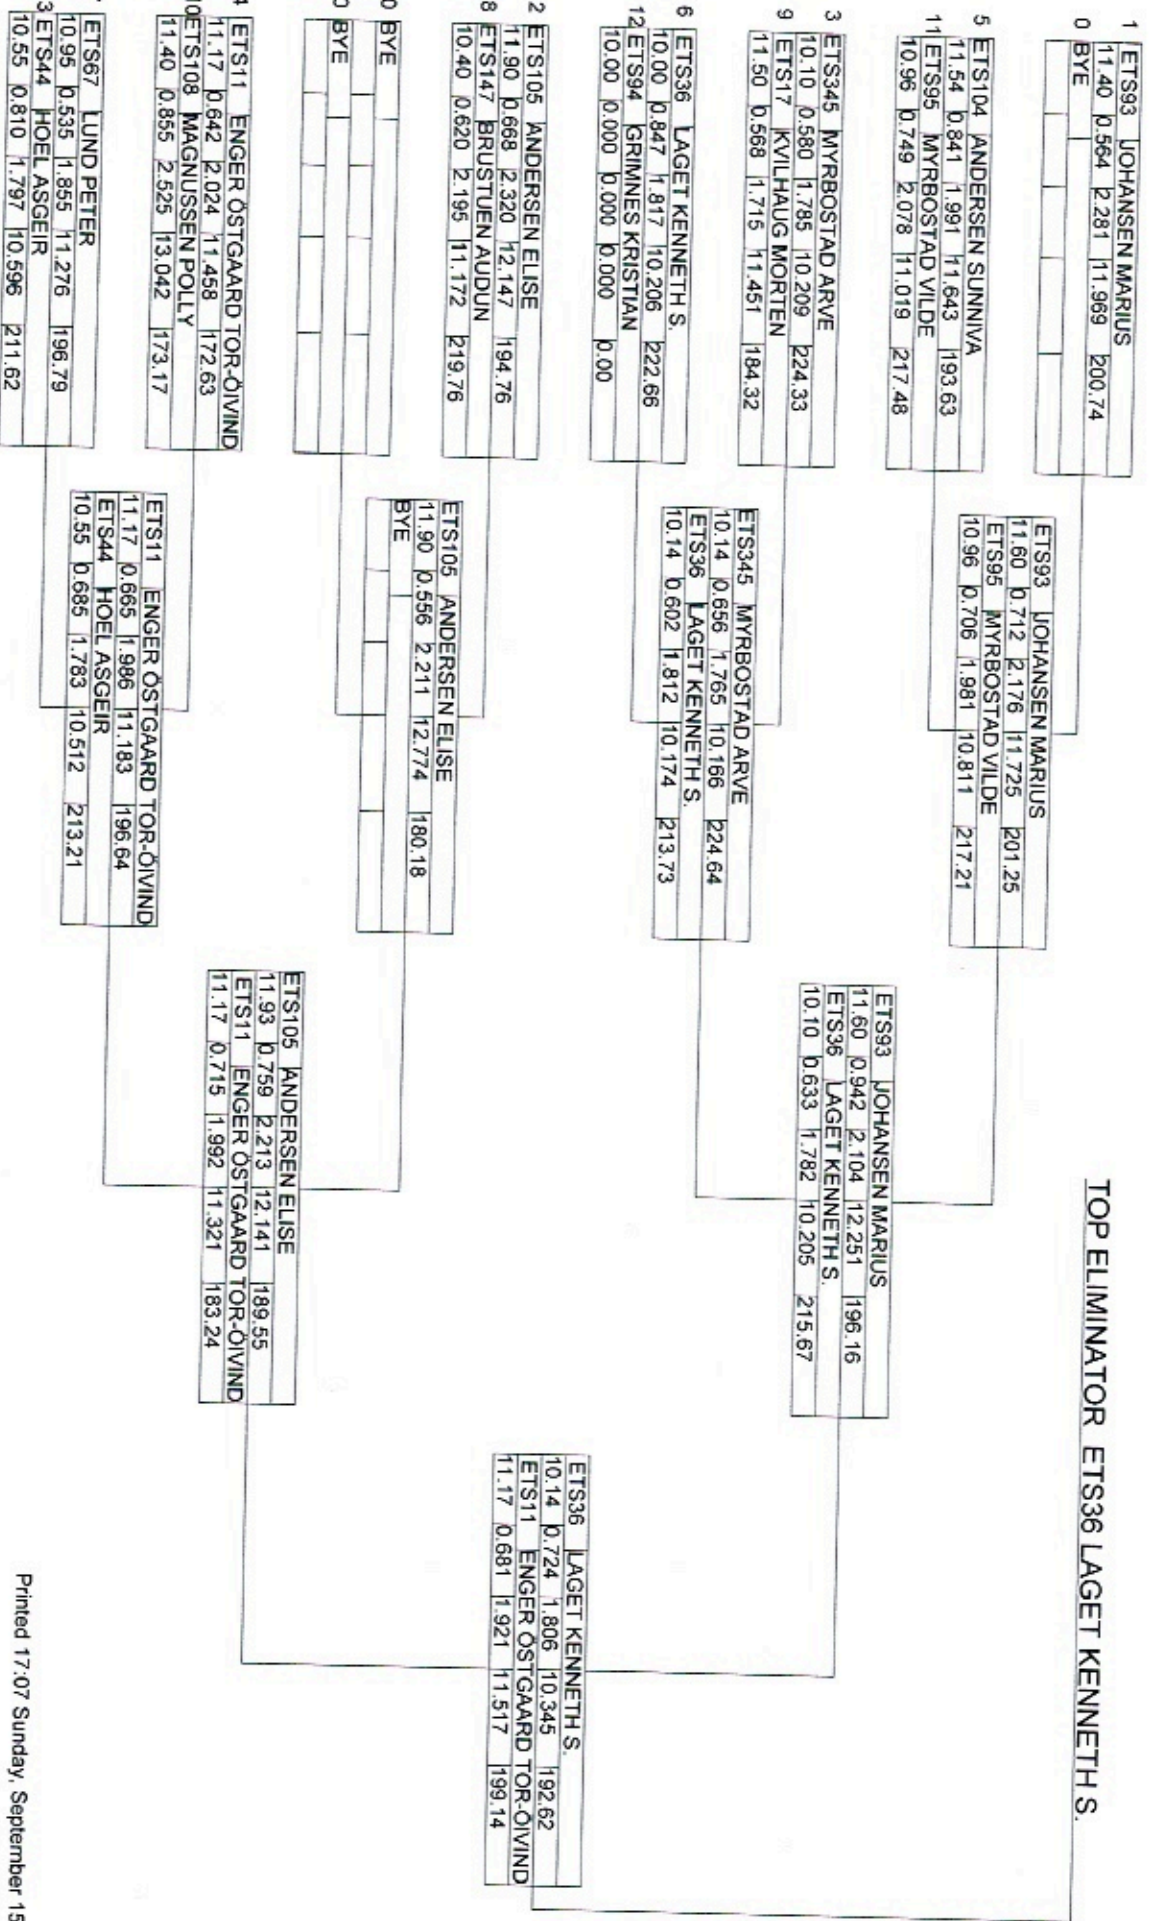 TOP ELIMINATOR ETS36 LAGET KENNETH S.
1 ETS93 JOHANSEN MARIUS
11.40 0.564 2.281 11.969 200.74
0 BYE
5 ETS104 ANDERSEN SUNNIVA
11.54 0.841 1.991 11.643 193.63
11 ETS95 MYRBOSTAD VILDE
10.96 0.749 2.078 11.019 217.48
3 ETS345 MYRBOSTAD ARVE
10.10 0.580 1.785 10.209 224.33
9 ETS17 KVILHAUG MORTEN
11.50 0.568 1.715 11.451 184.32
6 ETS36 LAGET KENNETH S.
10.00 0.847 1.817 10.206 222.66
12 ETS94 GRIMNES KRISTIAN
10.00 0.000 0.000 0.000 0.00
2 ETS105 ANDERSEN ELISE
11.90 0.668 2.320 12.147 194.76
8 ETS147 BRUSTUEN AUDUN
10.40 0.620 2.195 11.172 219.76
0 BYE
0 BYE
4 ETS11 ENGER ÖSTGAARD TOR-ÖIVIND
11.17 0.642 2.024 11.458 172.63
10 ETS108 MAGNUSSEN POLLY
11.40 0.855 2.525 13.042 173.17
ETS67 LUND PETER
10.95 0.535 1.855 11.276 196.79
3 ETS44 HOEL ASGEIR
10.55 0.810 1.797 10.596 211.62
ETS93 JOHANSEN MARIUS
11.60 0.712 2.176 11.725 201.25
ETS95 MYRBOSTAD VILDE
10.96 0.706 1.981 10.811 217.21
ETS345 MYRBOSTAD ARVE
10.14 0.656 1.765 10.166 224.64
ETS36 LAGET KENNETH S.
10.14 0.602 1.812 10.174 213.73
ETS105 ANDERSEN ELISE
11.90 0.556 2.211 12.774 180.18
BYE
ETS11 ENGER ÖSTGAARD TOR-ÖIVIND
11.17 0.665 1.986 11.183 196.64
ETS44 HOEL ASGEIR
10.55 0.685 1.783 10.512 213.21
ETS93 JOHANSEN MARIUS
11.60 0.942 2.104 12.251 196.16
ETS36 LAGET KENNETH S.
10.10 0.633 1.782 10.205 215.67
ETS105 ANDERSEN ELISE
11.93 0.759 2.213 12.141 189.55
ETS11 ENGER ÖSTGAARD TOR-ÖIVIND
11.17 0.715 1.992 11.321 183.24
ETS36 LAGET KENNETH S.
10.14 0.724 1.806 10.345 192.62
ETS11 ENGER ÖSTGAARD TOR-ÖIVIND
11.17 0.681 1.921 11.517 199.14
Printed 17:07 Sunday, September 15